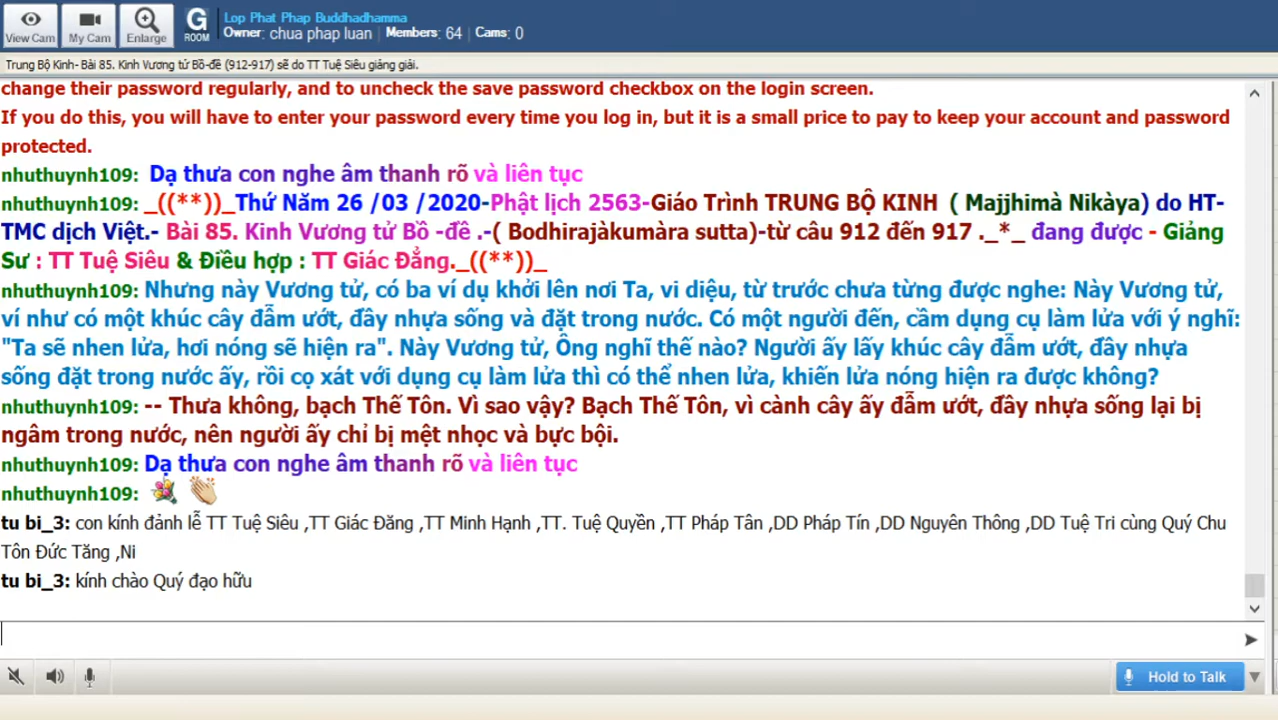 View Cam
My Cam
Enlarge
G
ROOM
Lop Phat Phap Buddhadhamma
Owner: chua phap luan Members: 64 Cams: 0
Trung Bộ Kinh- Bài 85. Kinh Vương tử Bồ-đề (912-917) sẽ do TT Tuệ Siêu giảng giải.
change their password regularly, and to uncheck the save password checkbox on the login screen.
If you do this, you will have to enter your password every time you log in, but it is a small price to pay to keep your account and password
protected.
nhuthuynh109: Dạ thưa con nghe âm thanh rõ và liên tục
nhuthuynh109: _((**))_Thứ Năm 26 /03 /2020-Phật lịch 2563-Giáo Trình TRUNG BỘ KINH ( Majjhimà Nikàya) do HT-
TMC dịch Việt.- Bài 85. Kinh Vương tử Bồ -đề .-( Bodhirajàkumàra sutta)-từ câu 912 đến 917 ._*_ đang được - Giảng
Sư : TT Tuệ Siêu & Điều hợp : TT Giác Đẳng._((**))_
nhuthuynh109: Nhưng này Vương tử, có ba ví dụ khởi lên nơi Ta, vi diệu, từ trước chưa từng được nghe: Này Vương tử,
ví như có một khúc cây đẫm ướt, đầy nhựa sống và đặt trong nước. Có một người đến, cầm dụng cụ làm lửa với ý nghĩ:
"Ta sẽ nhen lửa, hơi nóng sẽ hiện ra". Này Vương tử, Ông nghĩ thế nào? Người ấy lấy khúc cây đẫm ướt, đầy nhựa
sống đặt trong nước ấy, rồi cọ xát với dụng cụ làm lửa thì có thể nhen lửa, khiến lửa nóng hiện ra được không?
nhuthuynh109: -- Thưa không, bạch Thế Tôn. Vì sao vậy? Bạch Thế Tôn, vì cành cây ấy đẫm ướt, đầy nhựa sống lại bị
ngâm trong nước, nên người ấy chỉ bị mệt nhọc và bực bội.
nhuthuynh109: Dạ thưa con nghe âm thanh rõ và liên tục
nhuthuynh109:
tu bi_3: con kính đảnh lễ TT Tuệ Siêu ,TT Giác Đăng ,TT Minh Hạnh ,TT. Tuệ Quyền ,TT Pháp Tân ,DD Pháp Tín ,DD Nguyên Thông ,DD Tuệ Tri cùng Quý Chu
Tôn Đức Tăng ,Ni
tu bi_3: kính chào Quý đạo hữu
Hold to Talk